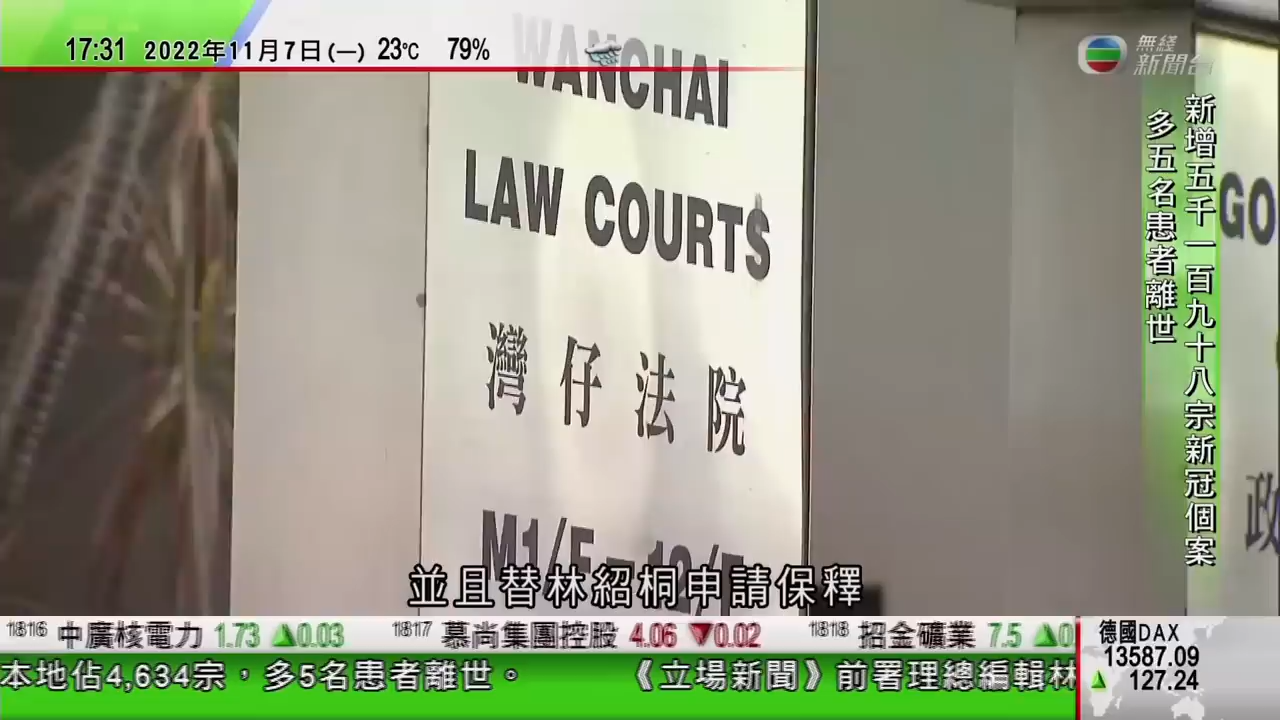 17:31 2022年11月7日(一) 23℃ 79%
無綫
新聞台
新增五千一百九十八宗新冠個案
多五名患者離世
WANCHAI
LAW COURTS
灣仔法院
M1/F - 12/F
GO
政
並且替林紹桐申請保釋
1816 中廣核電力 1.73 ▲0.03 1817 慕尚集團控股 4.06 ▼0.02 1818 招金礦業 7.5 ▲0
德國DAX
13587.09
▲ 127.24
本地佔4,634宗，多5名患者離世。 《立場新聞》前署理總編輯林